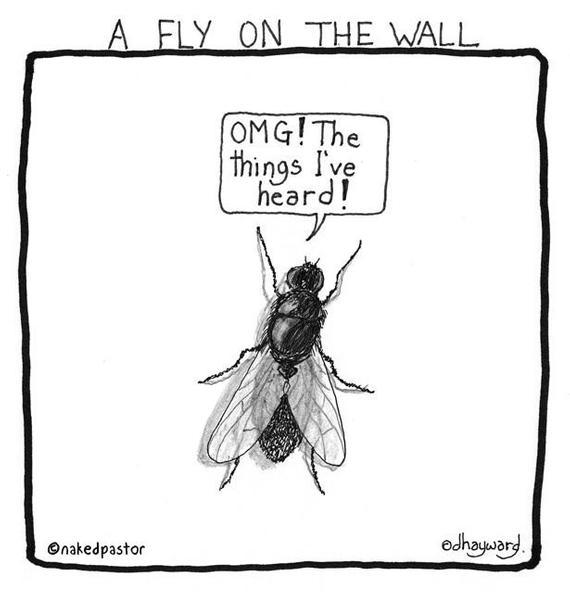 A FLY ON THE WALL
OMG! The
things I've
heard!
©nakedpastor
@dhayward.